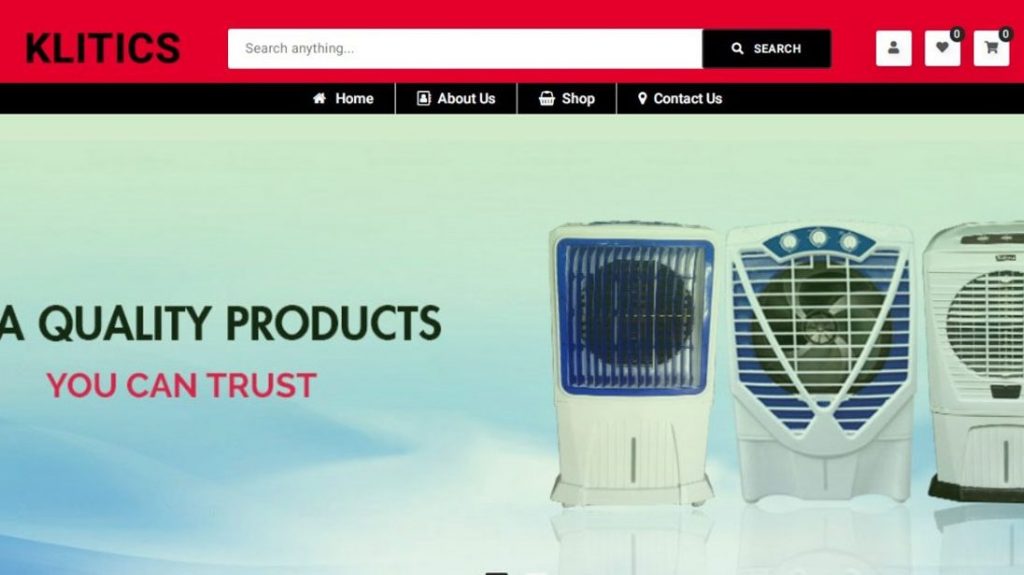 KLITICS
Search anything...
SEARCH
0
0
Home
About Us
Shop
Contact Us
A QUALITY PRODUCTS
YOU CAN TRUST